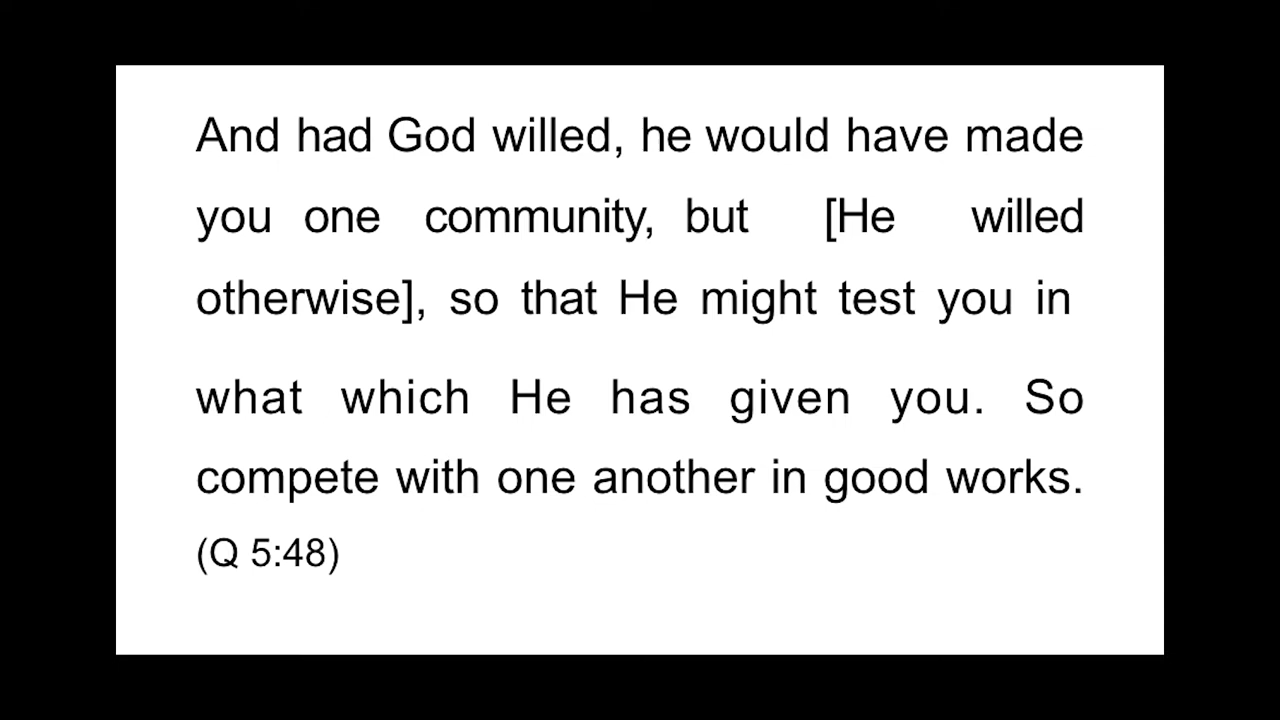 And had God willed, he would have made
you one community, but [He willed
otherwise], so that He might test you in
what which He has given you. So
compete with one another in good works.
(Q 5:48)